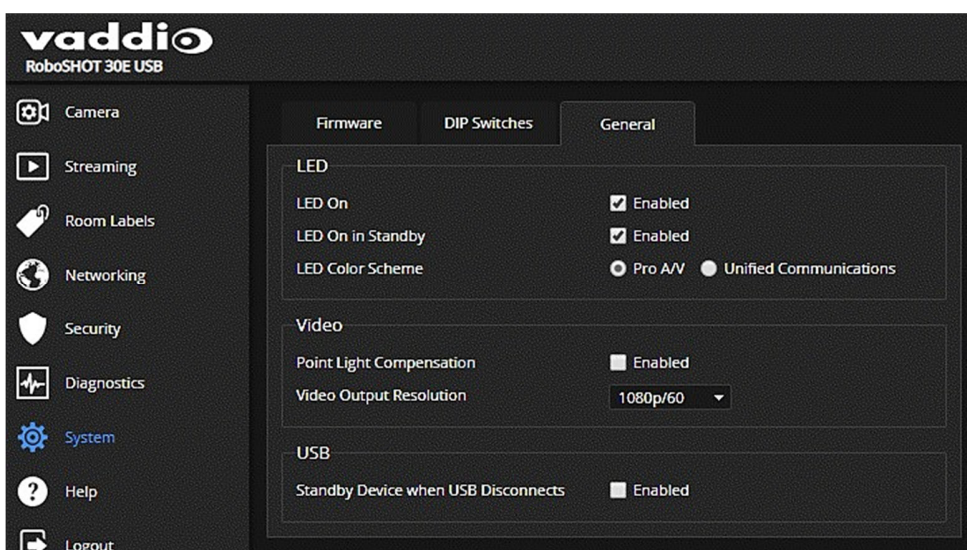 vaddio
RoboSHOT 30E USB
Camera
Streaming
Room Labels
Networking
Security
Diagnostics
System
Help
Logout
Firmware
DIP Switches
General
LED
LED On
Enabled
LED On in Standby
Enabled
LED Color Scheme
Pro A/V
Unified Communications
Video
Point Light Compensation
Enabled
Video Output Resolution
1080p/60
USB
Standby Device when USB Disconnects
Enabled